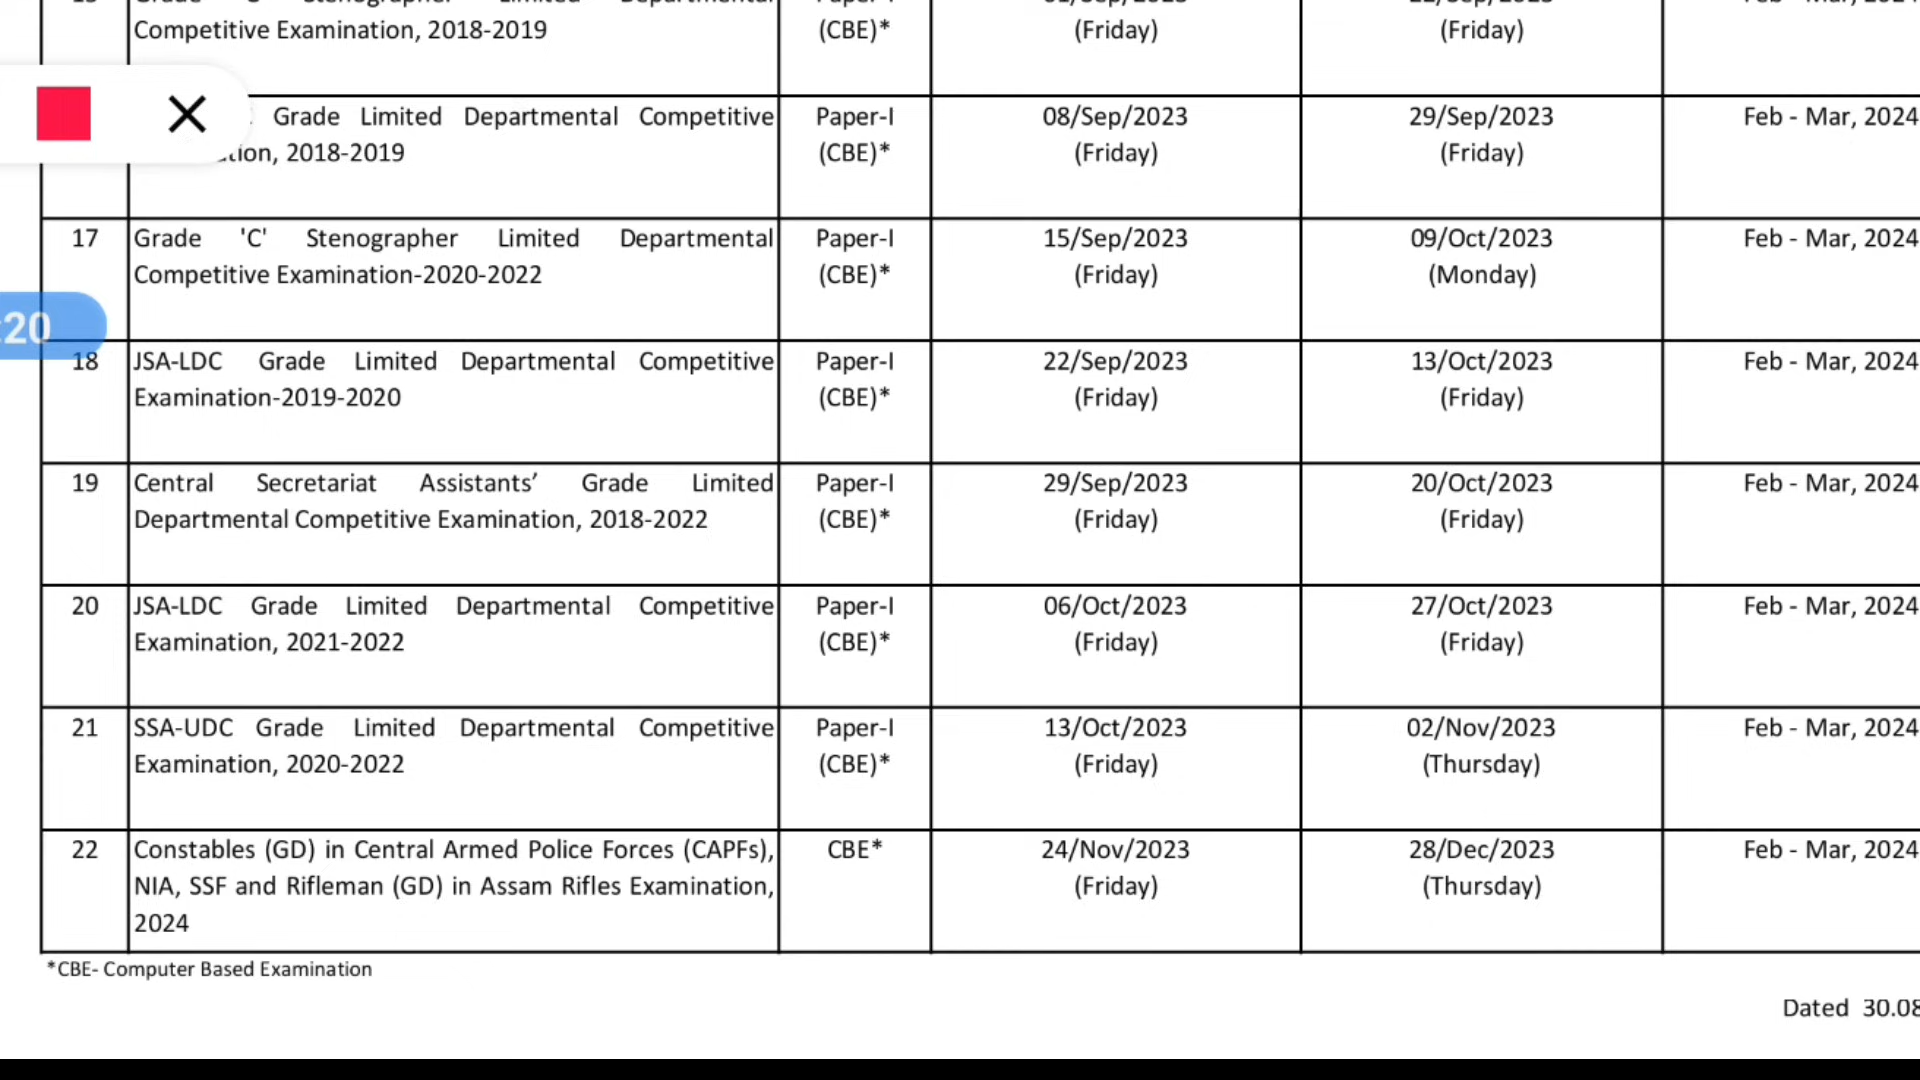 Competitive Examination, 2018-2019 (CBE)* (Friday) (Friday)
Grade Limited Departmental Competitive Paper-I 08/Sep/2023 29/Sep/2023 Feb - Mar, 2024
2018-2019 (CBE)* (Friday) (Friday)
17 Grade 'C' Stenographer Limited Departmental Paper-I 15/Sep/2023 09/Oct/2023 Feb - Mar, 2024
Competitive Examination-2020-2022 (CBE)* (Friday) (Monday)
:20
18 JSA-LDC Grade Limited Departmental Competitive Paper-I 22/Sep/2023 13/Oct/2023 Feb - Mar, 2024
Examination-2019-2020 (CBE)* (Friday) (Friday)
19 Central Secretariat Assistants’ Grade Limited Paper-I 29/Sep/2023 20/Oct/2023 Feb - Mar, 2024
Departmental Competitive Examination, 2018-2022 (CBE)* (Friday) (Friday)
20 JSA-LDC Grade Limited Departmental Competitive Paper-I 06/Oct/2023 27/Oct/2023 Feb - Mar, 2024
Examination, 2021-2022 (CBE)* (Friday) (Friday)
21 SSA-UDC Grade Limited Departmental Competitive Paper-I 13/Oct/2023 02/Nov/2023 Feb - Mar, 2024
Examination, 2020-2022 (CBE)* (Friday) (Thursday)
22 Constables (GD) in Central Armed Police Forces (CAPFs), CBE* 24/Nov/2023 28/Dec/2023 Feb - Mar, 2024
NIA, SSF and Rifleman (GD) in Assam Rifles Examination, (Friday) (Thursday)
2024
*CBE- Computer Based Examination
Dated 30.08